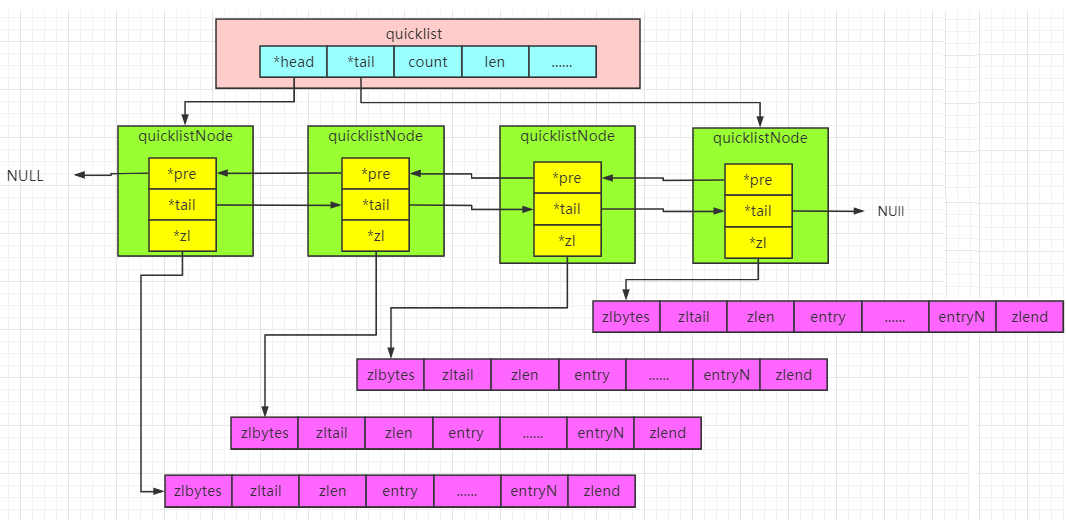 quicklist
*head *tail count len ......
quicklistNode quicklistNode quicklistNode quicklistNode
NULL *pre *pre *pre *pre
*tail *tail *tail *tail NUll
*zl *zl *zl *zl
zlbytes zltail zlen entry ...... entryN zlend
zlbytes zltail zlen entry ...... entryN zlend
zlbytes zltail zlen entry ...... entryN zlend
zlbytes zltail zlen entry ...... entryN zlend